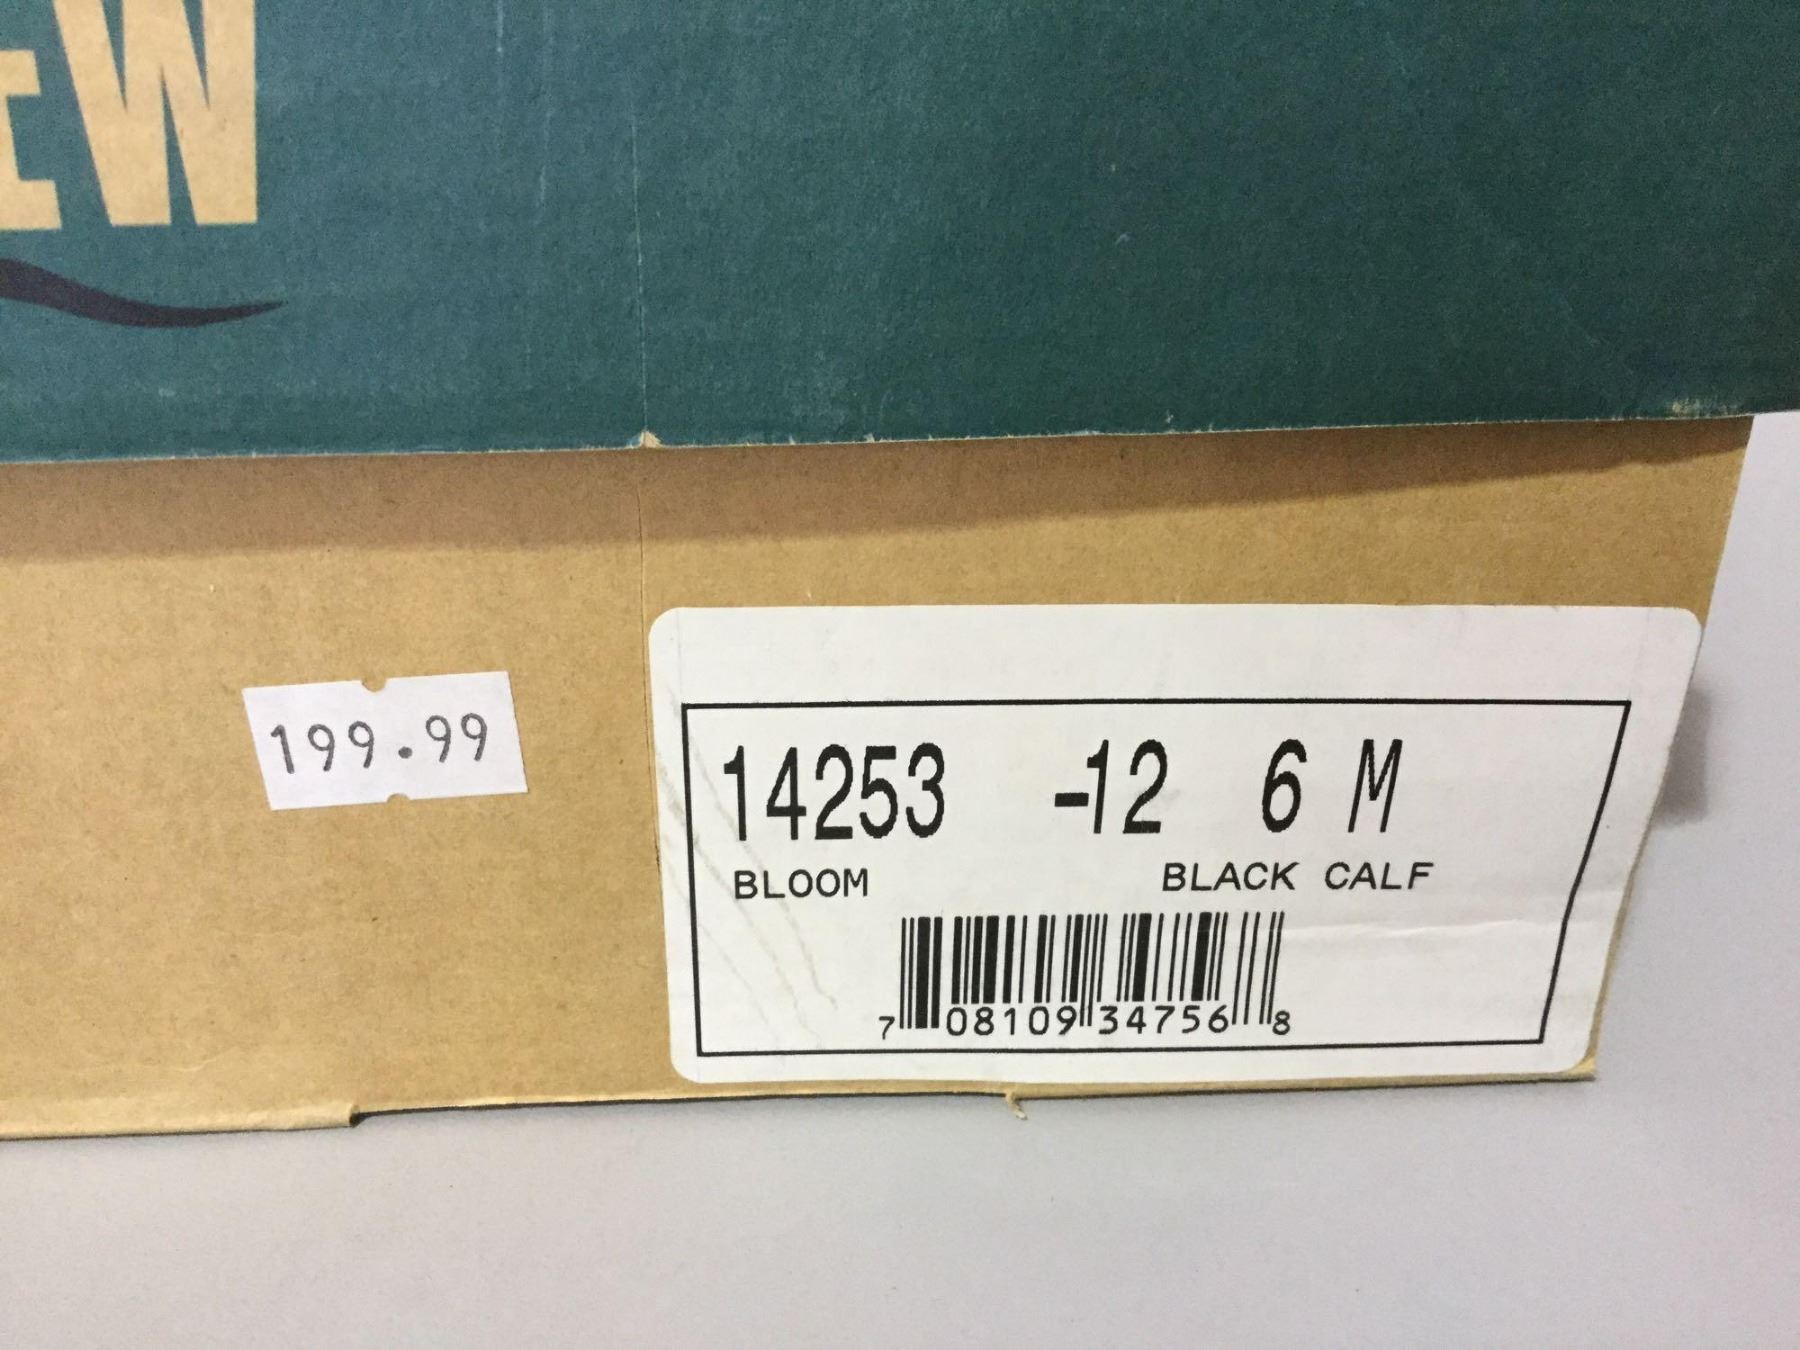 EW
199.99
14253 -12 6 M
BLOOM BLACK CALF
7 08109 34756 8